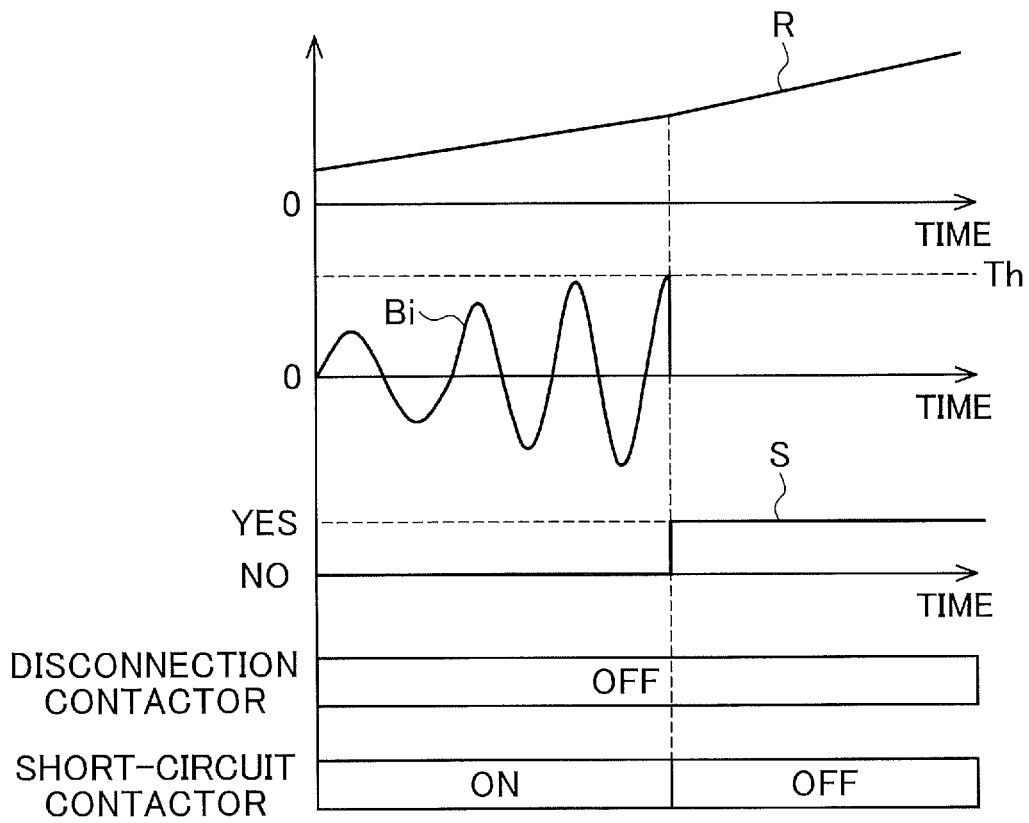 R
0
TIME
Th
Bi
0
TIME
S
YES
NO
TIME
DISCONNECTION
CONTACTOR
OFF
SHORT-CIRCUIT
CONTACTOR
ON
OFF